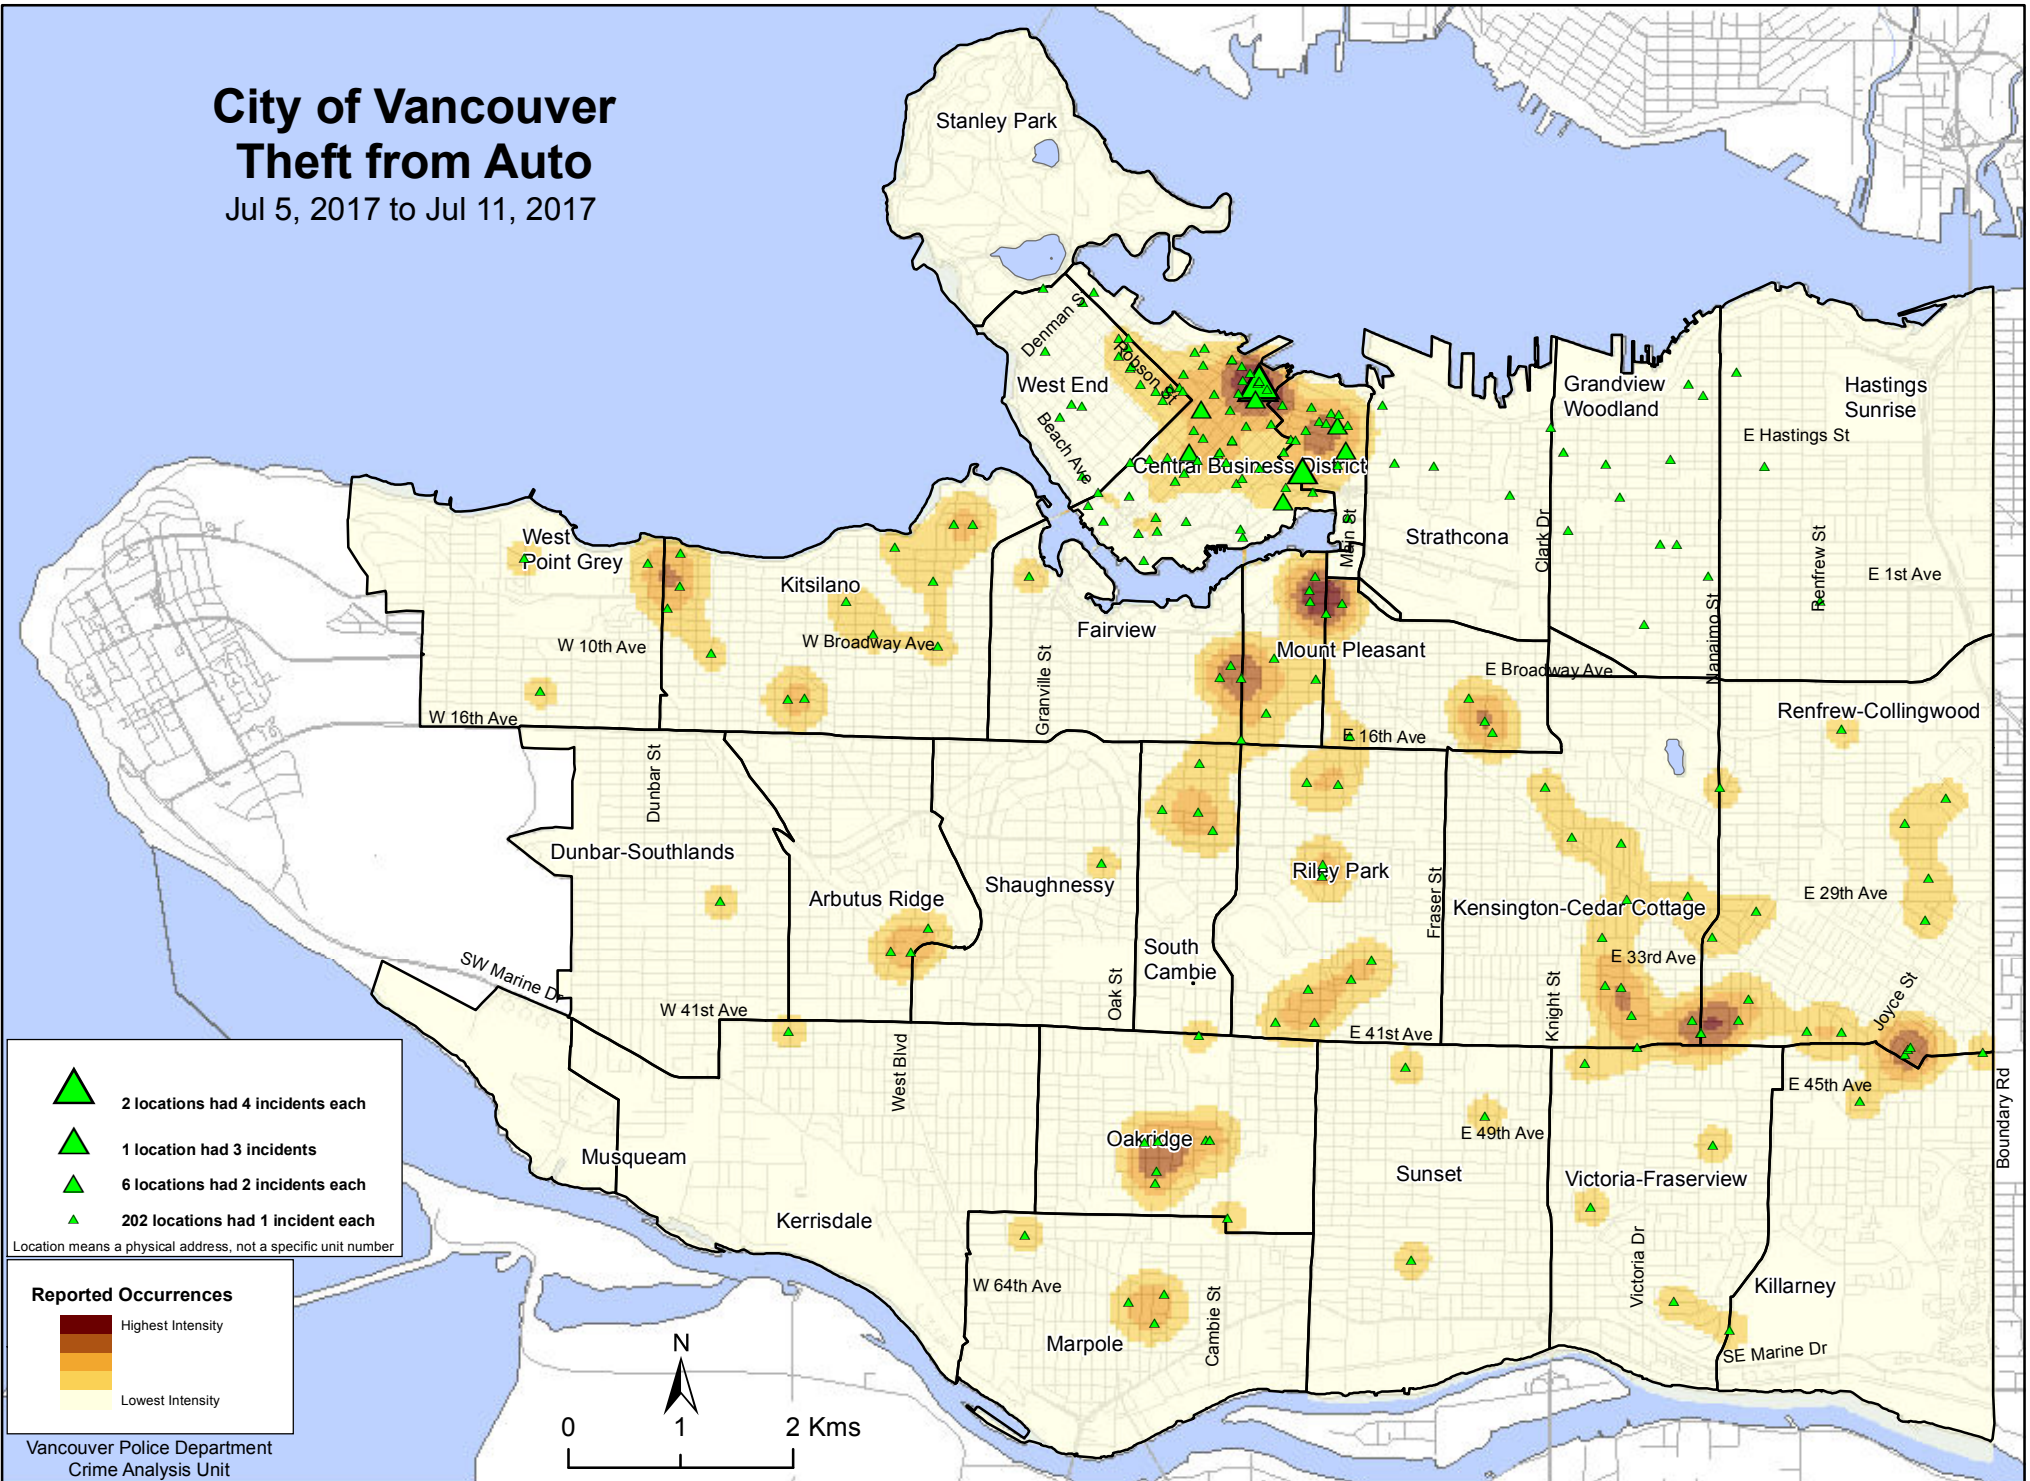 City of Vancouver
Theft from Auto
Jul 5, 2017 to Jul 11, 2017
Stanley Park
Denman St
Robson St
West End
Beach Ave
Central Business District
Grandview
Woodland
Hastings
Sunrise
E Hastings St
Strathcona
Main St
Clark Dr
Nanaimo St
Renfrew St
E 1st Ave
West
Point Grey
Kitsilano
W 10th Ave
W Broadway Ave
Fairview
Granville St
Mount Pleasant
E Broadway Ave
W 16th Ave
E 16th Ave
Renfrew-Collingwood
Dunbar St
Dunbar-Southlands
Arbutus Ridge
Shaughnessy
Riley Park
Fraser St
Kensington-Cedar Cottage
E 29th Ave
South
Cambie
Oak St
E 33rd Ave
Knight St
Joyce St
SW Marine Dr
W 41st Ave
E 41st Ave
West Blvd
E 45th Ave
Boundary Rd
Musqueam
Oakridge
E 49th Ave
Sunset
Victoria-Fraserview
Kerrisdale
W 64th Ave
Cambie St
Victoria Dr
Killarney
Marpole
SE Marine Dr
2 locations had 4 incidents each
1 location had 3 incidents
6 locations had 2 incidents each
202 locations had 1 incident each
Location means a physical address, not a specific unit number
Reported Occurrences
Highest Intensity
Lowest Intensity
Vancouver Police Department
Crime Analysis Unit
N
0 1 2 Kms